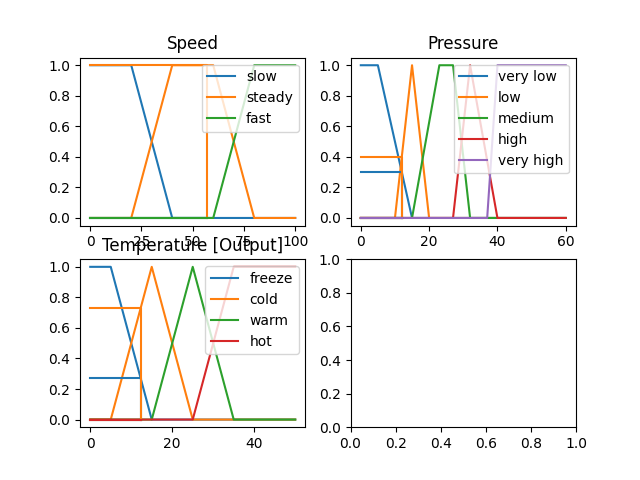 Speed
Pressure
1.0
0.8
0.6
0.4
0.2
0.0
slow
steady
fast
0
25
50
75
100
1.0
0.8
0.6
0.4
0.2
0.0
very low
low
medium
high
very high
0
20
40
60
Temperature [Output]
1.0
0.8
0.6
0.4
0.2
0.0
freeze
cold
warm
hot
0
20
40
1.0
0.8
0.6
0.4
0.2
0.0
0.0
0.2
0.4
0.6
0.8
1.0